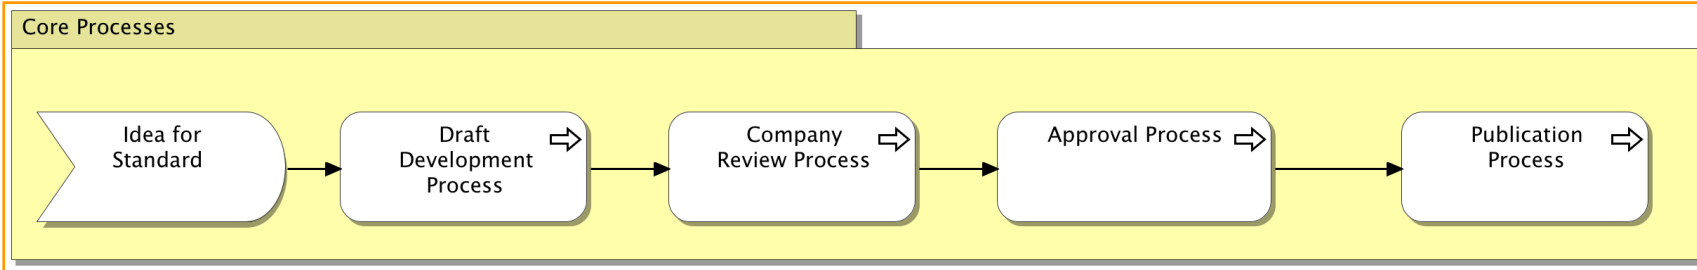 Core Processes
Idea for
Standard
Draft
Development
Process
Company
Review Process
Approval Process
Publication
Process